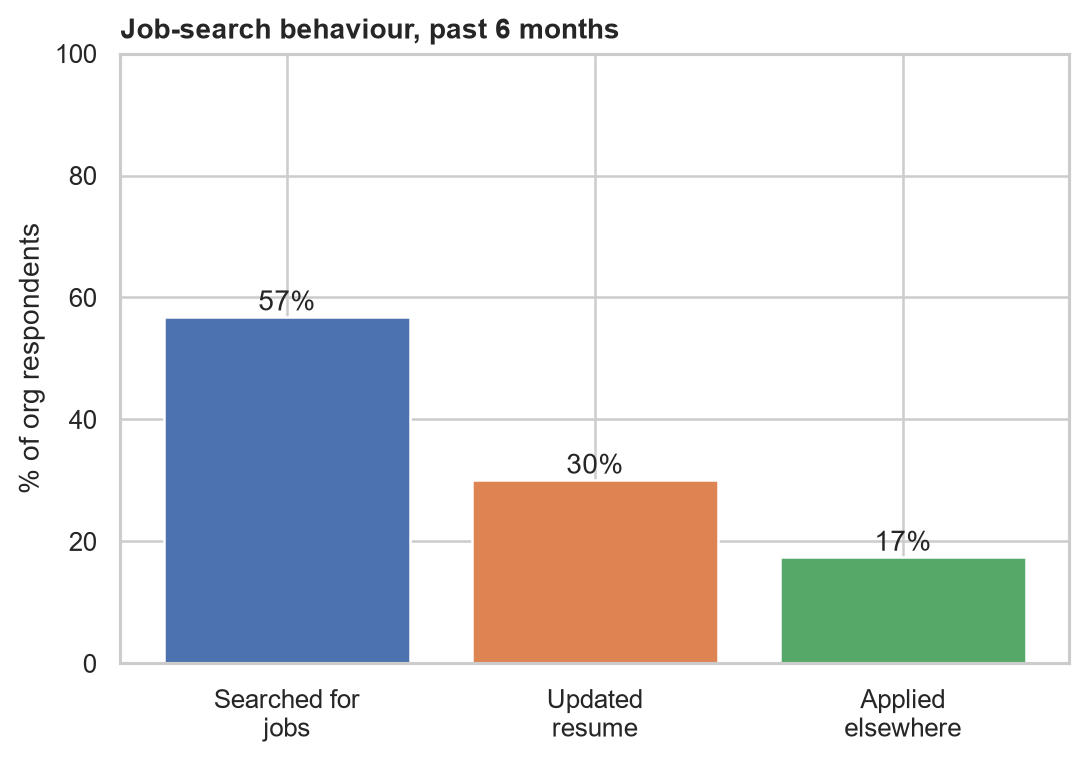 Job-search behaviour, past 6 months
100
80
60
40
20
0
% of org respondents
57%
30%
17%
Searched for
jobs
Updated
resume
Applied
elsewhere